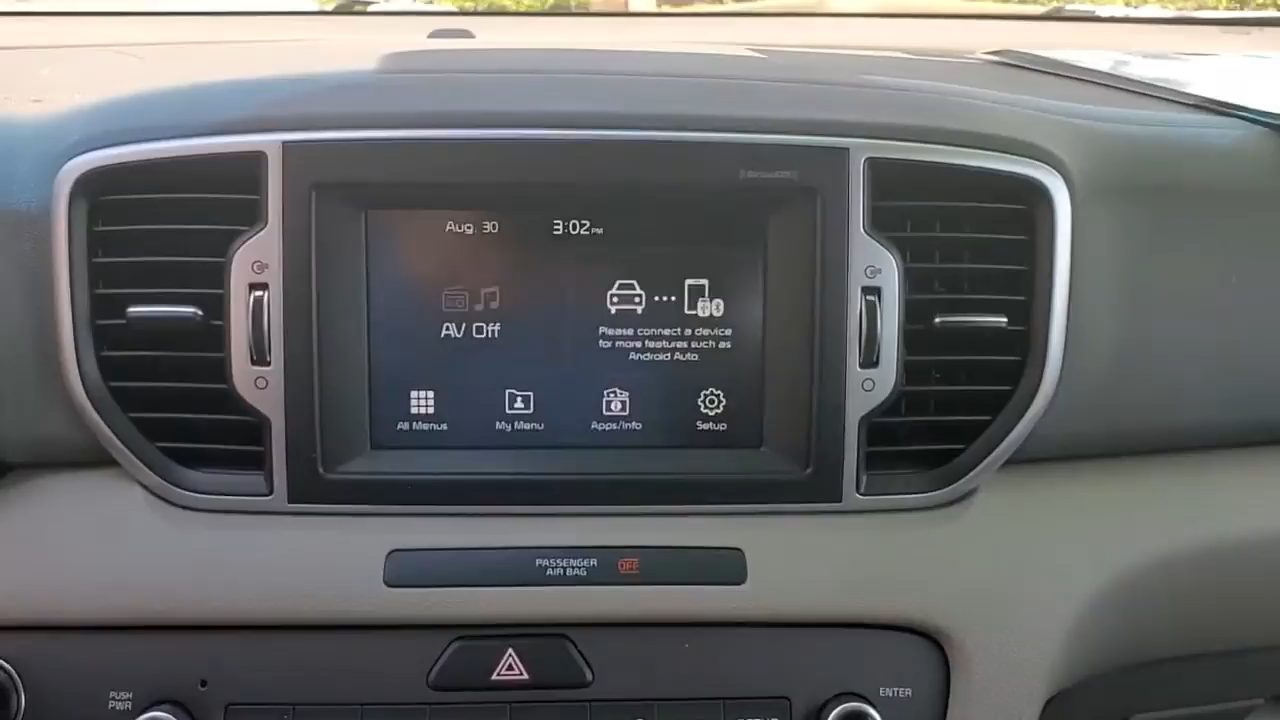 SiriusXM
Aug. 30
3:02 PM
AV Off
Please connect a device
for more features such as
Android Auto.
All Menus
My Menu
Apps/Info
Setup
PASSENGER
AIR BAG
OFF
PUSH
PWR
ENTER